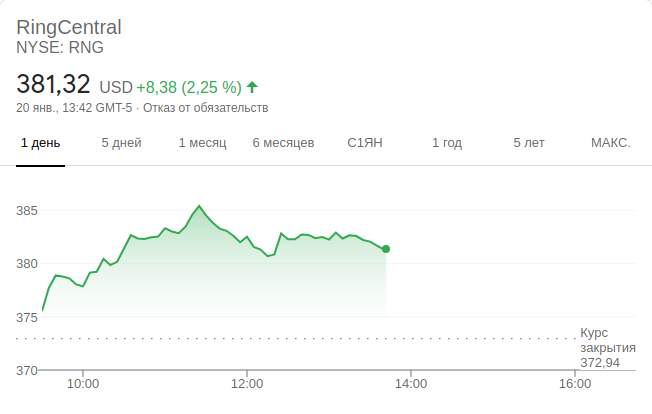 RingCentral
NYSE: RNG
381,32 USD +8,38 (2,25 %)
20 янв., 13:42 GMT-5 · Отказ от обязательств
1 день 5 дней 1 месяц 6 месяцев С1ЯН 1 год 5 лет МАКС.
385
380
375
Курс
закрытия
372,94
370
10:00 12:00 14:00 16:00